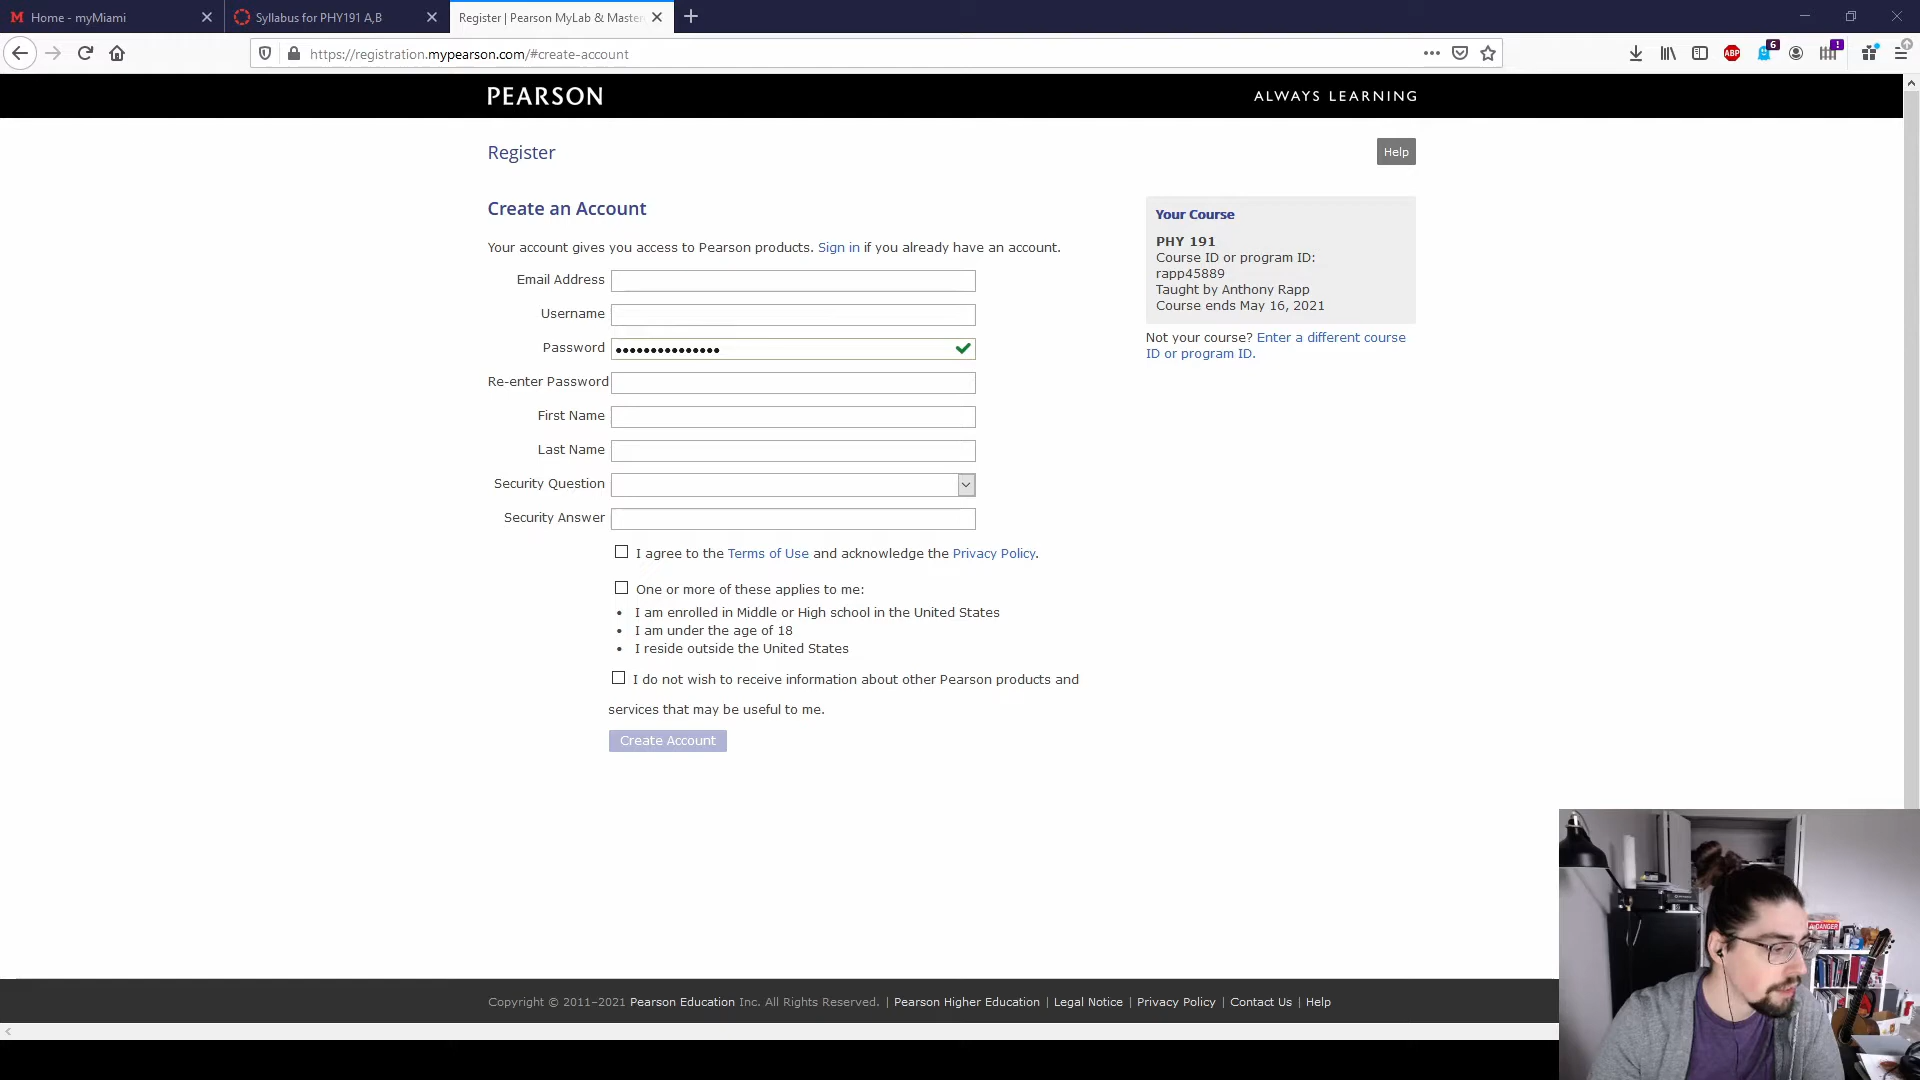 Home - myMiami
Syllabus for PHY191 A,B
Register | Pearson MyLab & Master
https://registration.mypearson.com/#create-account
ABP
6
!
PEARSON
ALWAYS LEARNING
Register
Help
Create an Account
Your account gives you access to Pearson products. Sign in if you already have an account.
Email Address
Username
Password
Re-enter Password
First Name
Last Name
Security Question
Security Answer
I agree to the Terms of Use and acknowledge the Privacy Policy.
One or more of these applies to me:
• I am enrolled in Middle or High school in the United States
• I am under the age of 18
• I reside outside the United States
I do not wish to receive information about other Pearson products and
services that may be useful to me.
Create Account
Your Course
PHY 191
Course ID or program ID:
rapp45889
Taught by Anthony Rapp
Course ends May 16, 2021
Not your course? Enter a different course
ID or program ID.
DANGER
Copyright © 2011–2021 Pearson Education Inc. All Rights Reserved. | Pearson Higher Education | Legal Notice | Privacy Policy | Contact Us | Help